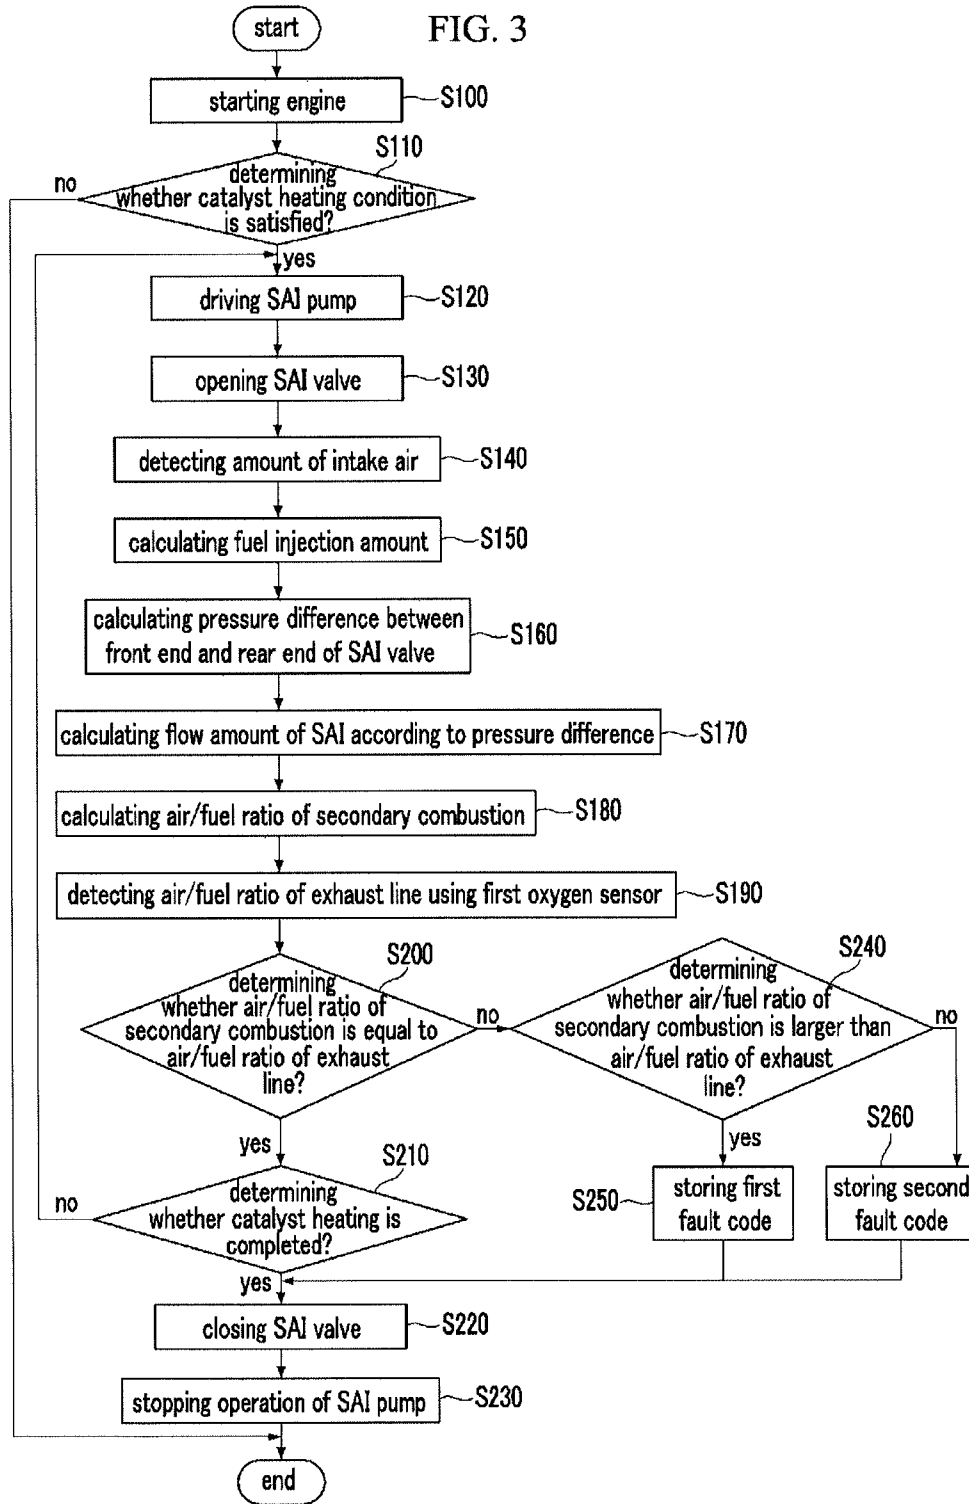 start
FIG. 3
starting engine
S100
S110
no
determining
whether catalyst heating condition
is satisfied?
yes
driving SAI pump
S120
opening SAI valve
S130
detecting amount of intake air
S140
calculating fuel injection amount
S150
calculating pressure difference between
front end and rear end of SAI valve
S160
calculating flow amount of SAI according to pressure difference
S170
calculating air/fuel ratio of secondary combustion
S180
detecting air/fuel ratio of exhaust line using first oxygen sensor
S190
S200
determining
whether air/fuel ratio of
secondary combustion is equal to
air/fuel ratio of exhaust
line?
no
S240
determining
whether air/fuel ratio of
secondary combustion is larger than
air/fuel ratio of exhaust
line?
no
yes
yes
S210
no
determining
whether catalyst heating is
completed?
yes
S250
storing first
fault code
S260
storing second
fault code
closing SAI valve
S220
stopping operation of SAI pump
S230
end